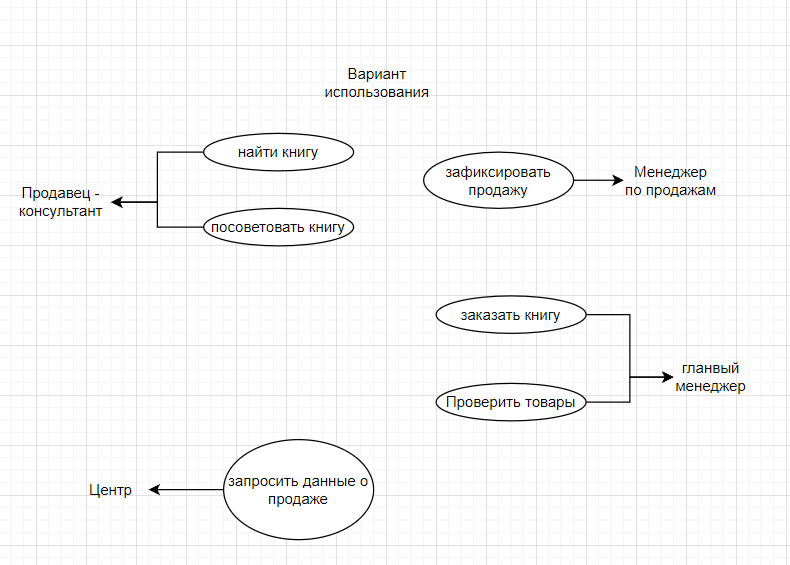 Вариант
использования
найти книгу
Продавец -
консультант
посоветовать книгу
зафиксировать
продажу
Менеджер
по продажам
заказать книгу
Проверить товары
гланвый
менеджер
запросить данные о
продаже
Центр